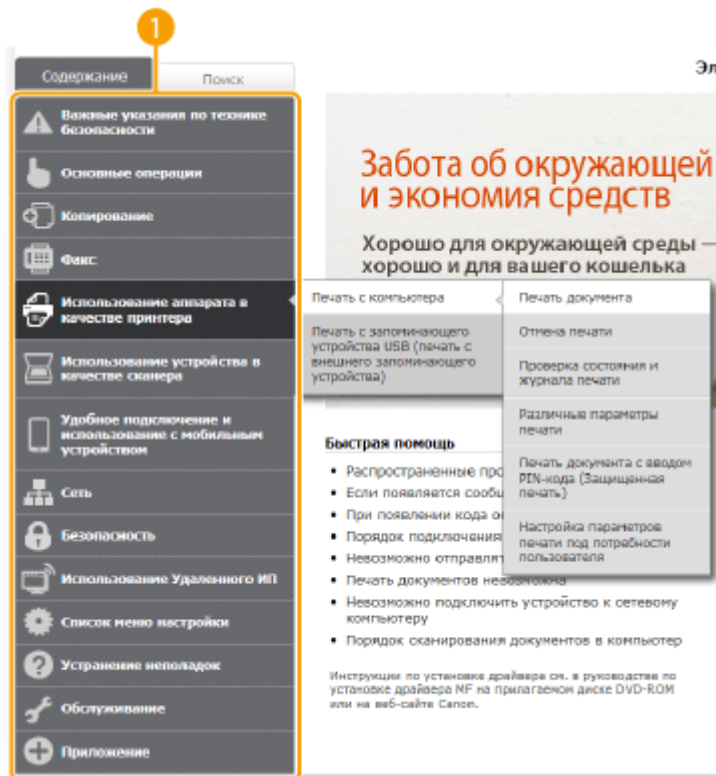 1
Содержание
Поиск
Эл
Важные указания по технике
безопасности
Основные операции
Копирование
Факс
Использование аппарата в
качестве принтера
Использование устройства в
качестве сканера
Удобное подключение и
использование с мобильным
устройством
Сеть
Безопасность
Использование Удаленного ИП
Список меню настройки
Устранение неполадок
Обслуживание
Приложение
Забота об окружающей
и экономия средств
Хорошо для окружающей среды —
хорошо и для вашего кошелька
Печать с компьютера
Печать с запоминающего
устройства USB (печать с
внешнего запоминающего
устройства)
Печать документа
Отмена печати
Проверка состояния и
журнала печати
Различные параметры
печати
Печать документа с вводом
PIN-кода (Защищенная
печать)
Настройка параметров
печати под потребности
пользователя
Быстрая помощь
• Распространенные про
• Если появляется сообщ
• При появлении кода о
• Порядок подключения
• Невозможно отправлят
• Печать документов невозможна
• Невозможно подключить устройство к сетевому
компьютеру
• Порядок сканирования документов в компьютер
Инструкции по установке драйвера см. в руководстве по
установке драйвера MF на прилагаемом диске DVD-ROM
или на веб-сайте Canon.